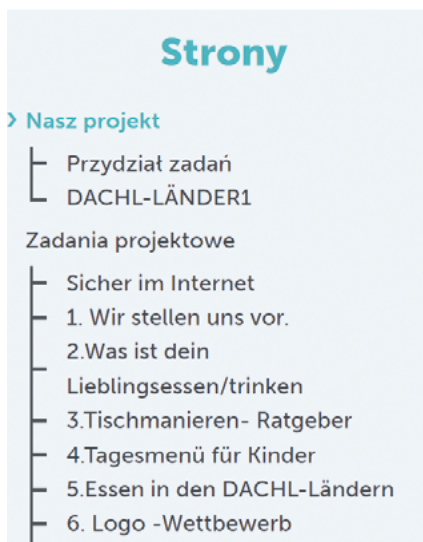 Strony
Nasz projekt
Przydział zadań
DACHL-LÄNDER1
Zadania projektowe
Sicher im Internet
1. Wir stellen uns vor.
2.Was ist dein
Lieblingsessen/trinken
3.Tischmanieren- Ratgeber
4.Tagesmenü für Kinder
5.Essen in den DACHL-Ländern
6. Logo -Wettbewerb